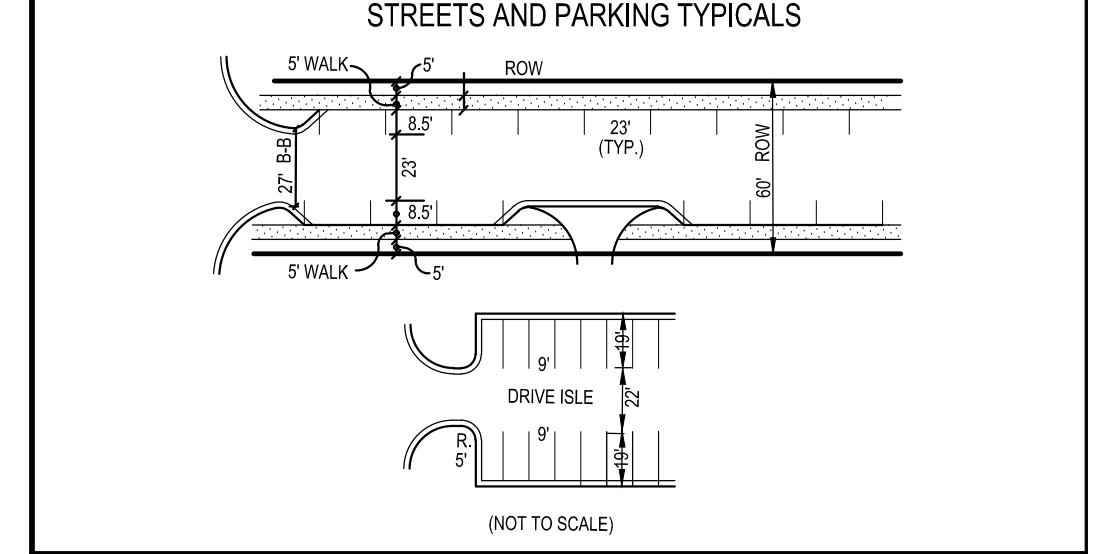 STREETS AND PARKING TYPICALS
5' WALK
5'
ROW
8.5'
23'
(TYP.)
27' B-B
23'
60' ROW
8.5'
5' WALK
5'
19'
9'
DRIVE ISLE
22'
9'
R.
5'
19'
(NOT TO SCALE)